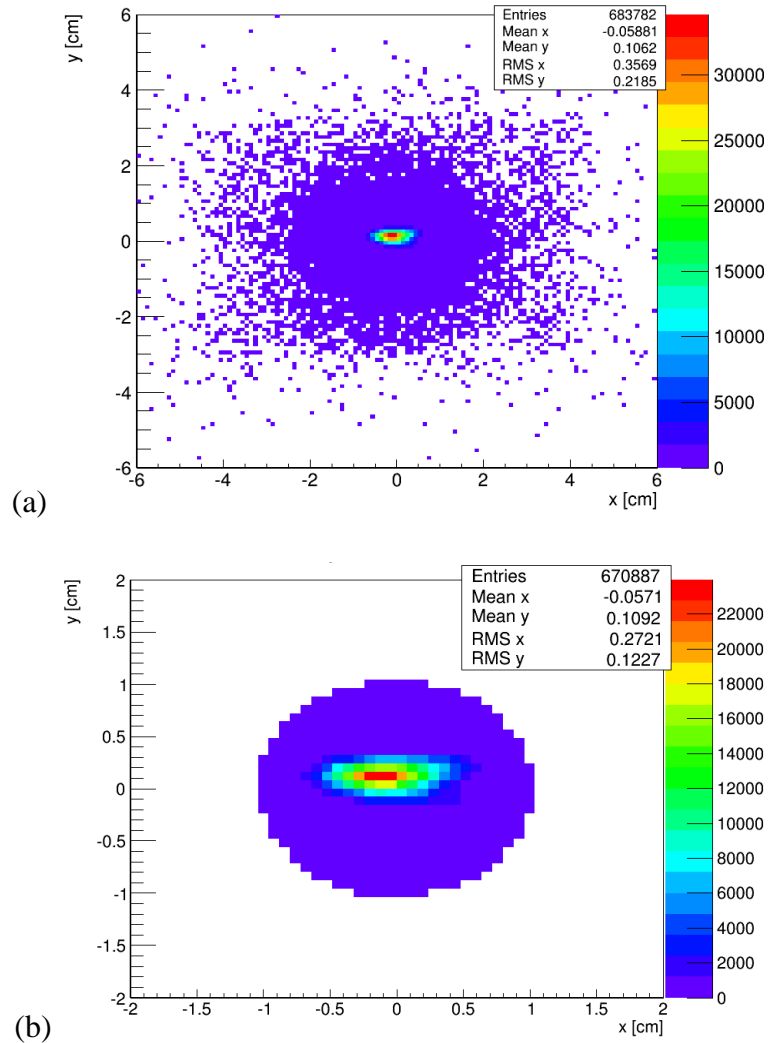 y [cm]
Entries 683782
Mean x -0.05881
Mean y 0.1062
RMS x 0.3569
RMS y 0.2185
6
4
2
0
-2
-4
-6
-6 -4 -2 0 2 4 6
x [cm]
30000
25000
20000
15000
10000
5000
0
(a)
y [cm]
Entries 670887
Mean x -0.0571
Mean y 0.1092
RMS x 0.2721
RMS y 0.1227
2
1.5
1
0.5
0
-0.5
-1
-1.5
-2
-2 -1.5 -1 -0.5 0 0.5 1 1.5 2
x [cm]
22000
20000
18000
16000
14000
12000
10000
8000
6000
4000
2000
0
(b)